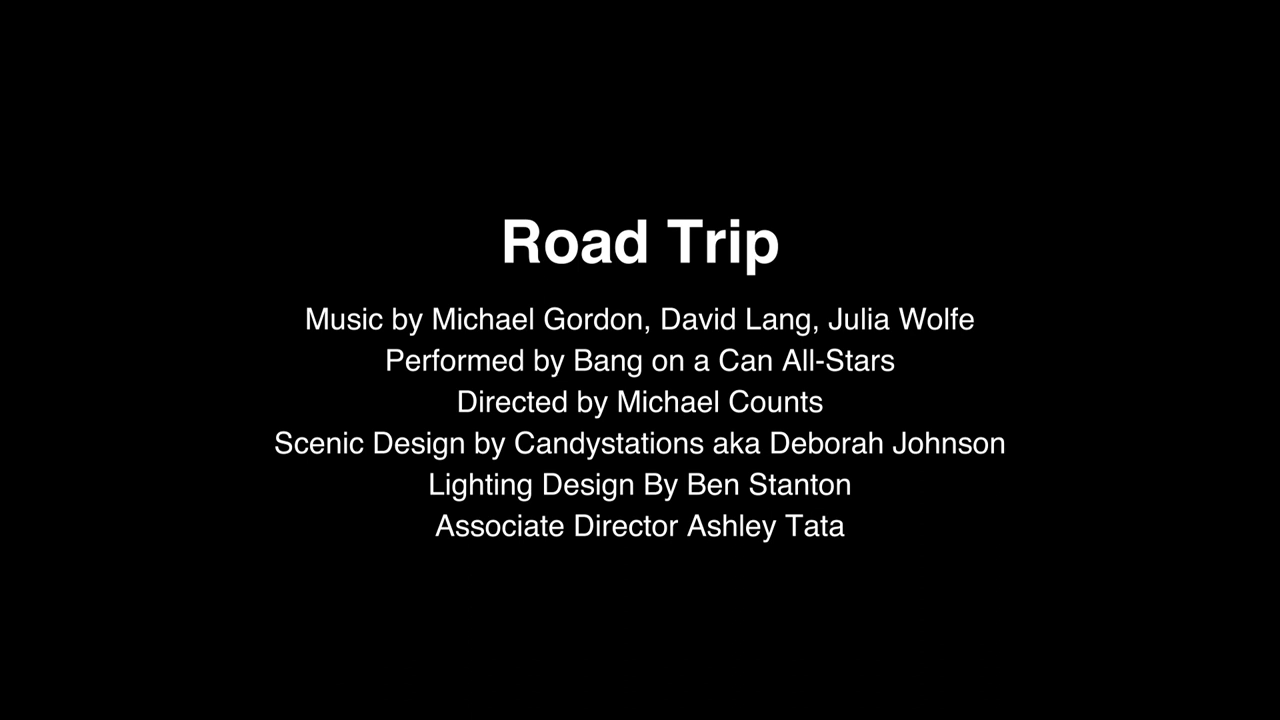 Road Trip
Music by Michael Gordon, David Lang, Julia Wolfe
Performed by Bang on a Can All-Stars
Directed by Michael Counts
Scenic Design by Candystations aka Deborah Johnson
Lighting Design By Ben Stanton
Associate Director Ashley Tata